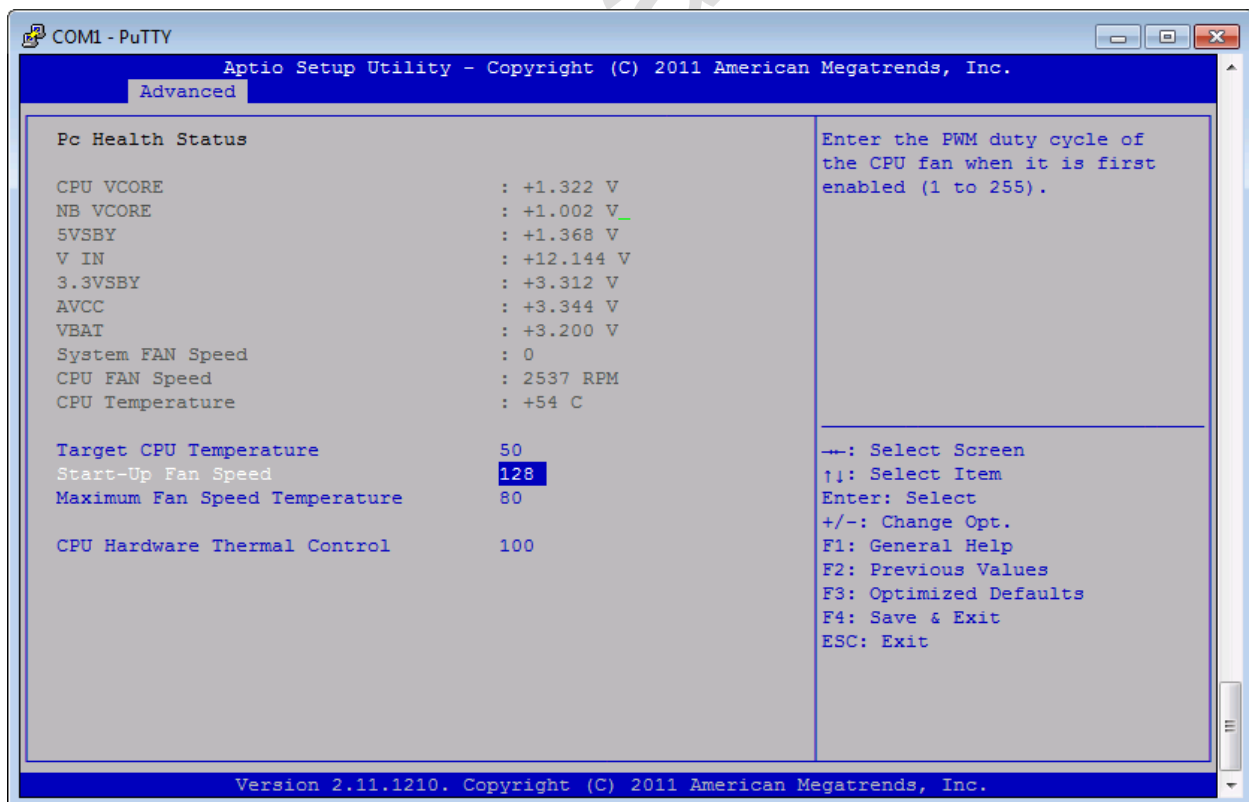 COM1 - PuTTY
Aptio Setup Utility - Copyright (C) 2011 American Megatrends, Inc.
Advanced
Pc Health Status
CPU VCORE : +1.322 V
NB VCORE : +1.002 V_
5VSBY : +1.368 V
V IN : +12.144 V
3.3VSBY : +3.312 V
AVCC : +3.344 V
VBAT : +3.200 V
System FAN Speed : 0
CPU FAN Speed : 2537 RPM
CPU Temperature : +54 C
Target CPU Temperature 50
Start-Up Fan Speed 128
Maximum Fan Speed Temperature 80
CPU Hardware Thermal Control 100
Enter the PWM duty cycle of
the CPU fan when it is first
enabled (1 to 255).
→←: Select Screen
↑↓: Select Item
Enter: Select
+/-: Change Opt.
F1: General Help
F2: Previous Values
F3: Optimized Defaults
F4: Save & Exit
ESC: Exit
Version 2.11.1210. Copyright (C) 2011 American Megatrends, Inc.